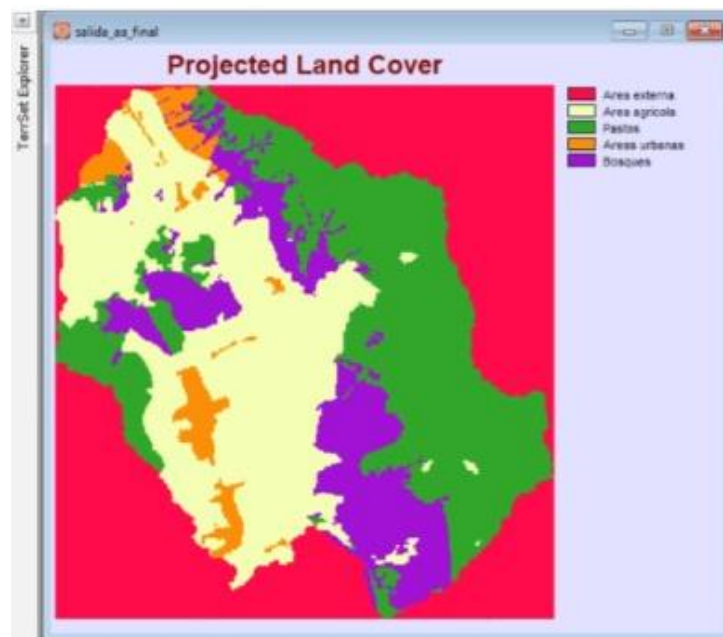 salida_as_final
TerrSet Explorer
Projected Land Cover
Area externa
Area agricola
Pastos
Areas urbanas
Bosques